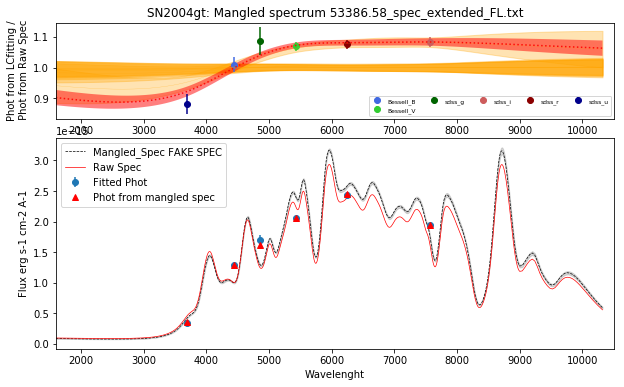 SN2004gt: Mangled spectrum 53386.58_spec_extended_FL.txt
Phot from LCfitting /
Phot from Raw Spec
1.1
1.0
0.9
Bessell_B
Bessell_V
sdss_g
sdss_i
sdss_r
sdss_u
2000 3000 4000 5000 6000 7000 8000 9000 10000
Flux erg s-1 cm-2 A-1
3.5
3.0
2.5
2.0
1.5
1.0
0.5
0.0
Mangled_Spec FAKE SPEC
Raw Spec
Fitted Phot
Phot from mangled spec
2000 3000 4000 5000 6000 7000 8000 9000 10000
Wavelenght